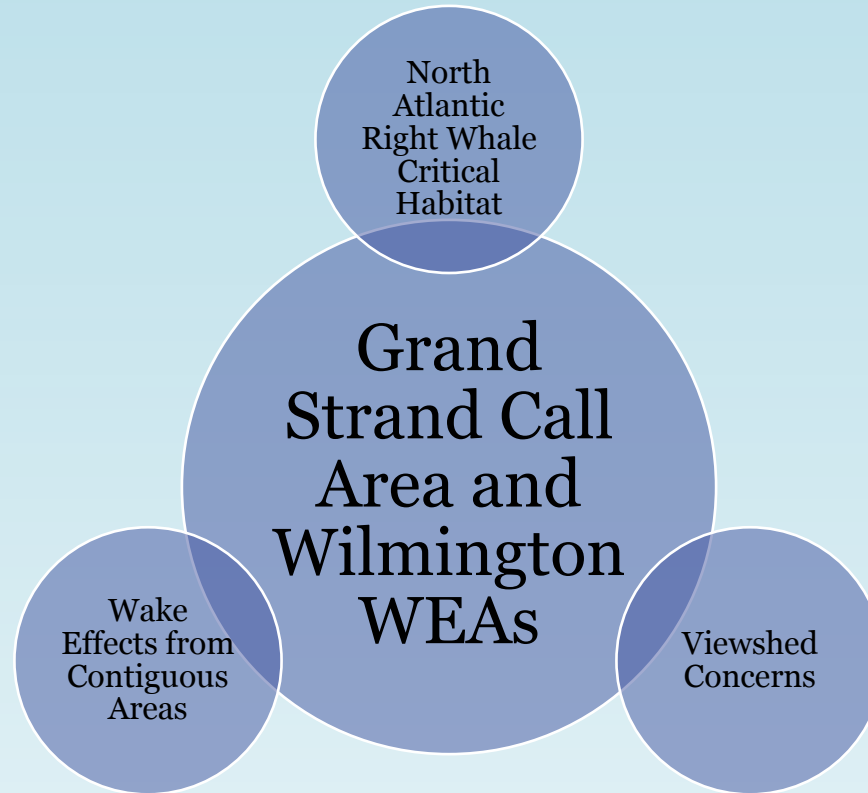 North
Atlantic
Right Whale
Critical
Habitat
Grand
Strand Call
Area and
Wilmington
WEAs
Wake
Effects from
Contiguous
Areas
Viewshed
Concerns